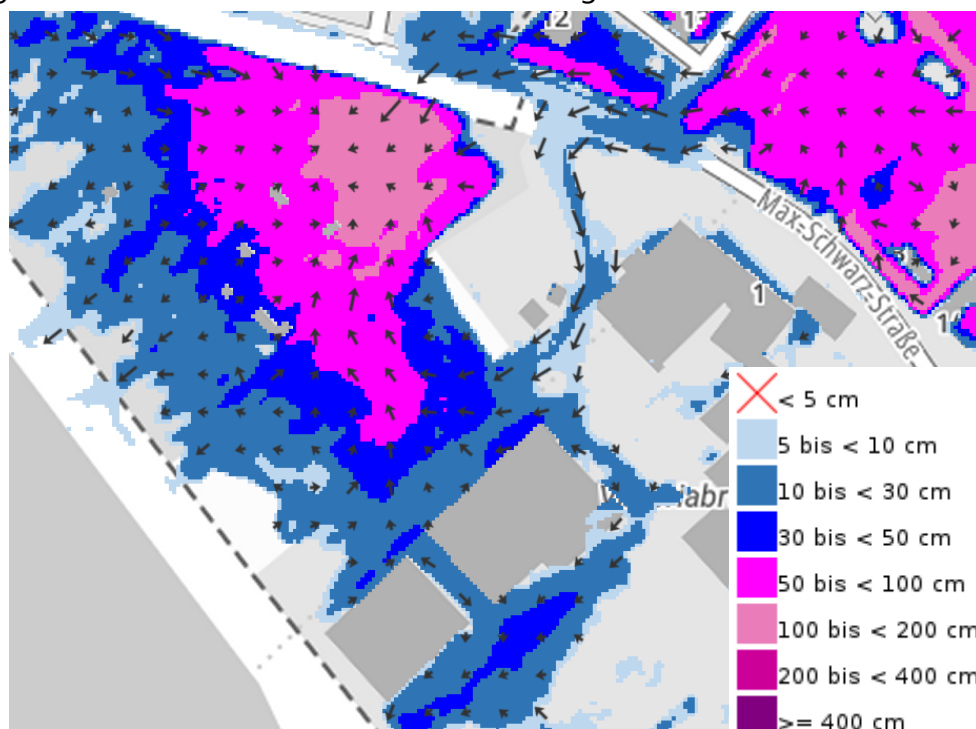 12
Max-Schwarz-Straße
1
< 5 cm
5 bis < 10 cm
10 bis < 30 cm
30 bis < 50 cm
50 bis < 100 cm
100 bis < 200 cm
200 bis < 400 cm
>= 400 cm